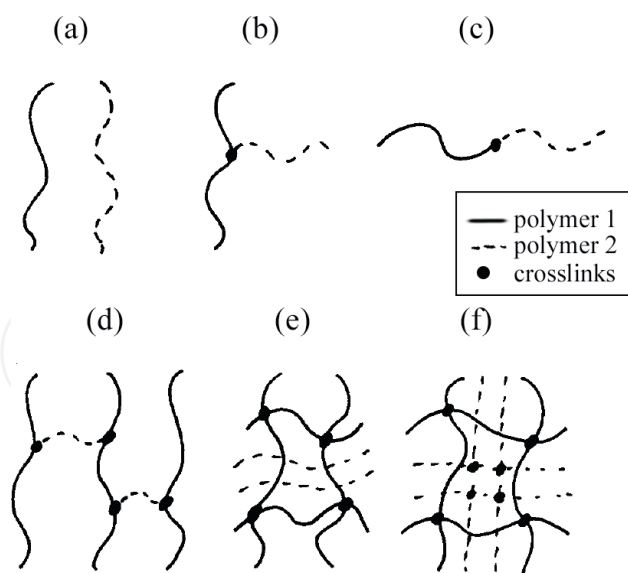 (a)
(b)
(c)
polymer 1
polymer 2
crosslinks
(d)
(e)
(f)